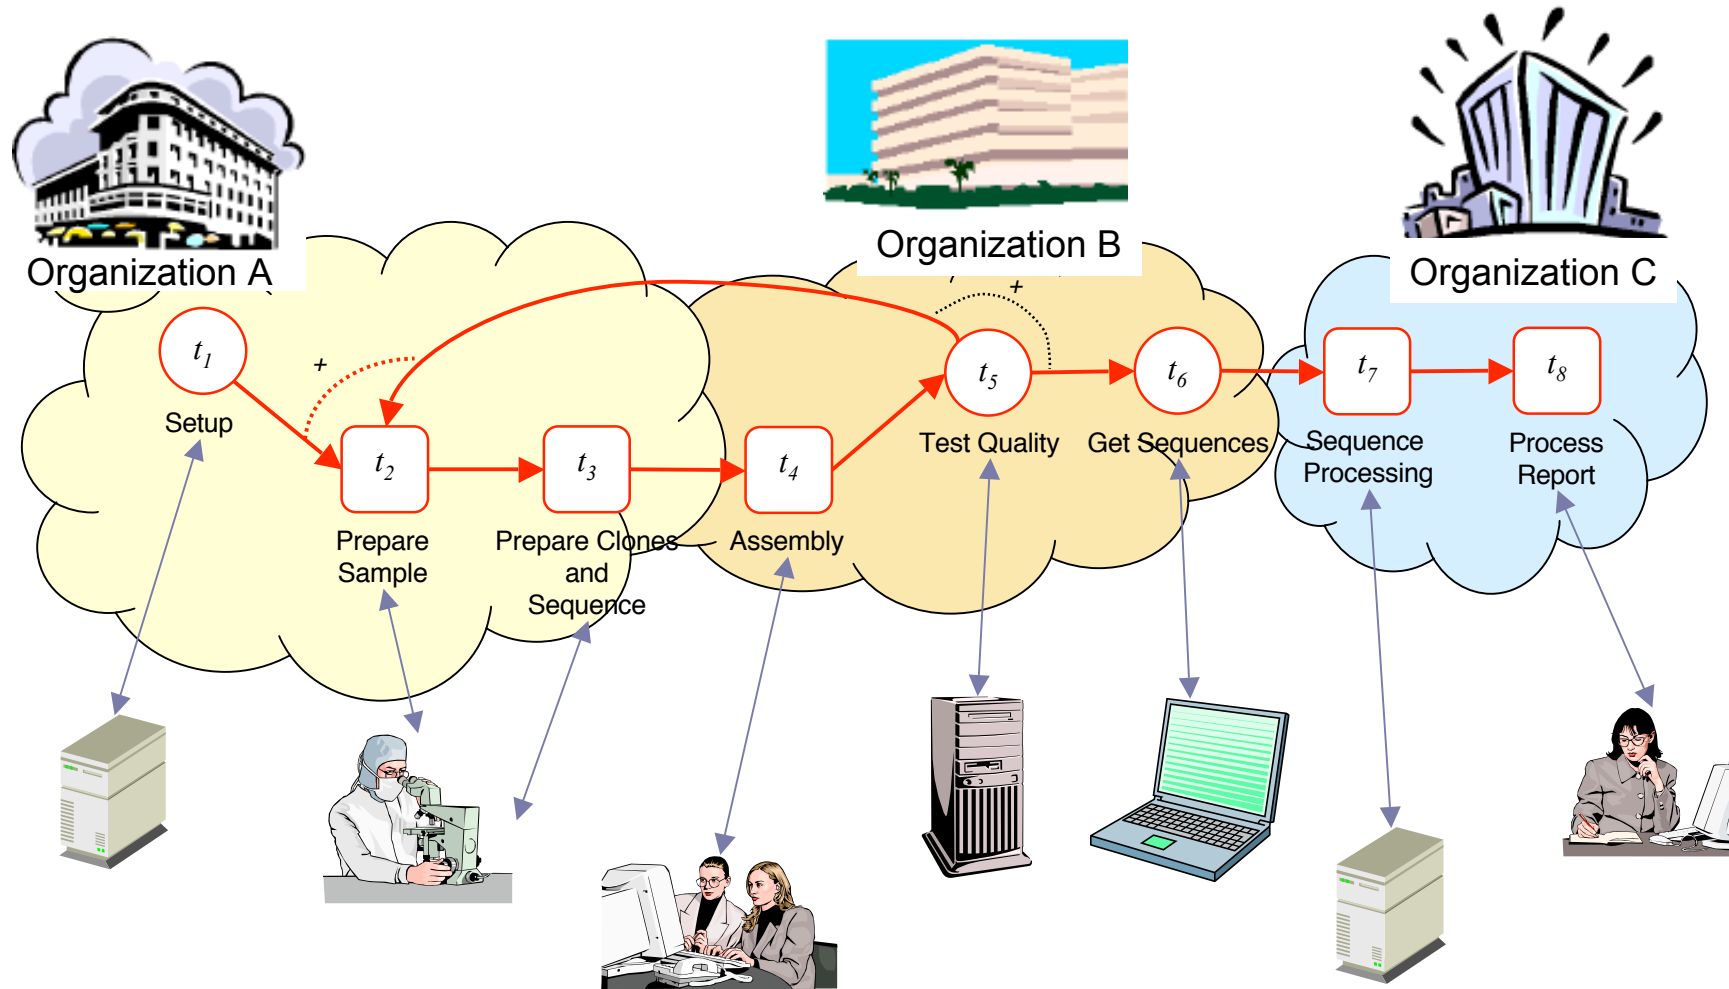 Organization A
Organization B
Organization C
+
+
t1
t2
t3
t4
t5
t6
t7
t8
Setup
Prepare
Sample
Prepare Clones
and
Sequence
Assembly
Test Quality
Get Sequences
Sequence
Processing
Process
Report